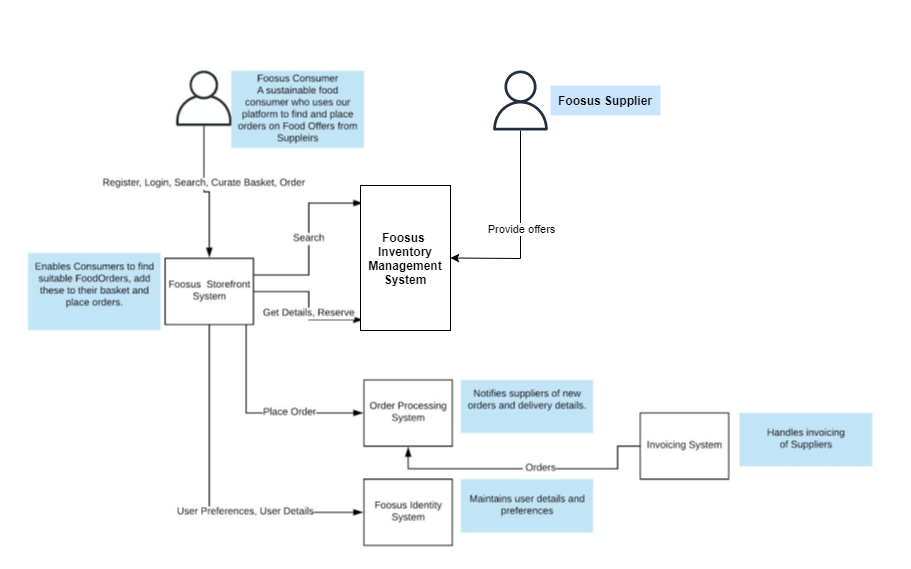 Foosus Consumer
A sustainable food
consumer who uses our
platform to find and place
orders on Food Offers from
Suppleirs
Foosus Supplier
Register, Login, Search, Curate Basket, Order
Provide offers
Search
Foosus
Inventory
Management
System
Enables Consumers to find
suitable FoodOrders, add
these to their basket and
place orders.
Foosus Storefront
System
Get Details, Reserve
Place Order
Order Processing
System
Notifies suppliers of new
orders and delivery details.
Invoicing System
Handles invoicing
of Suppliers
Orders
User Preferences, User Details
Foosus Identity
System
Maintains user details and
preferences